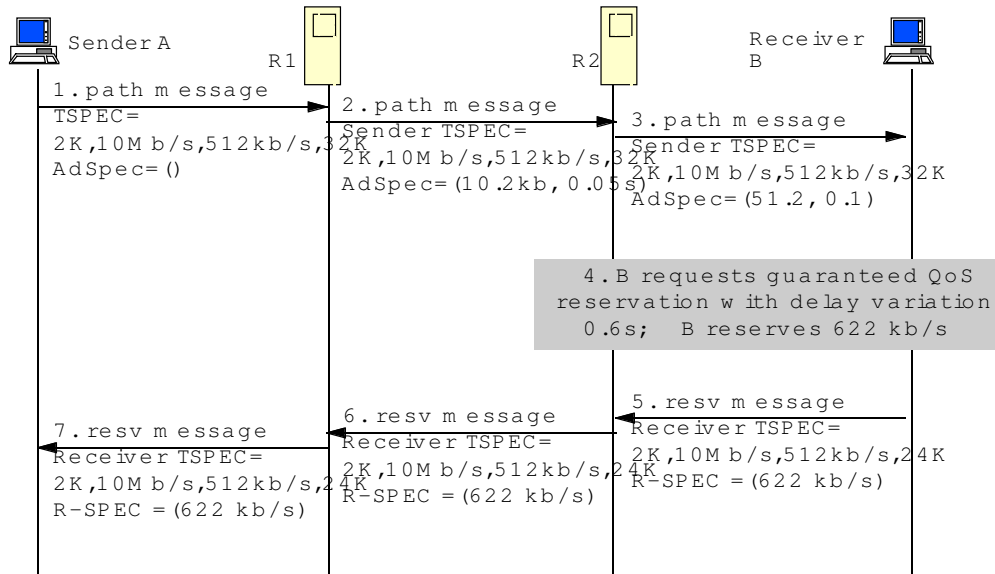 Sender A
R1
R2
Receiver
B
1.path message
TSPEC=
2K,10Mb/s,512kb/s,32K
AdSpec=()
2.path message
Sender TSPEC=
2K,10Mb/s,512kb/s,32K
AdSpec=(10.2kb, 0.05s)
3.path message
Sender TSPEC=
2K,10Mb/s,512kb/s,32K
AdSpec=(51.2, 0.1)
4.B requests guaranteed QoS
reservation with delay variation
0.6s; B reserves 622 kb/s
5.resv message
Receiver TSPEC=
2K,10Mb/s,512kb/s,24K
R-SPEC =(622 kb/s)
6.resv message
Receiver TSPEC=
2K,10Mb/s,512kb/s,24K
R-SPEC =(622 kb/s)
7.resv message
Receiver TSPEC=
2K,10Mb/s,512kb/s,24K
R-SPEC =(622 kb/s)